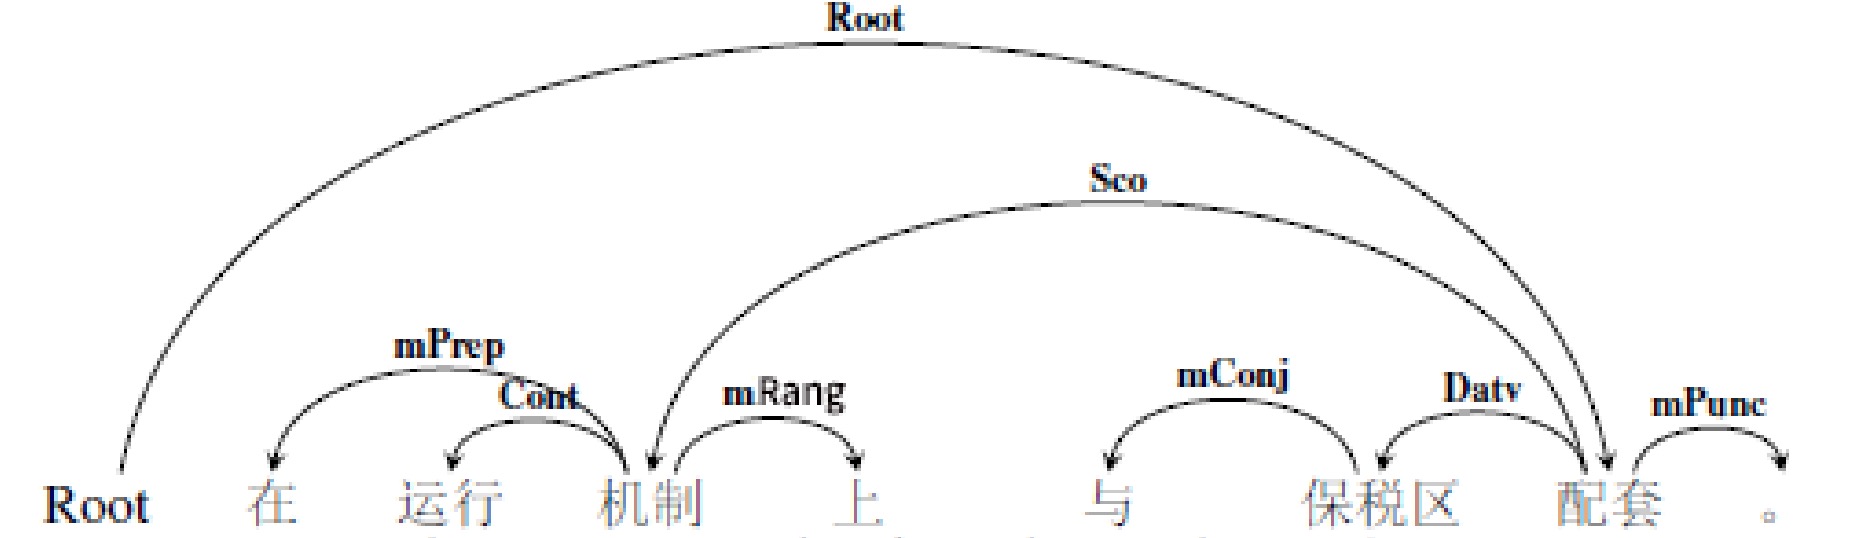 Root
Sco
mPrep
Cont
mRang
mConj
Datv
mPunc
Root 在 运行 机制 上 与 保税区 配套 。